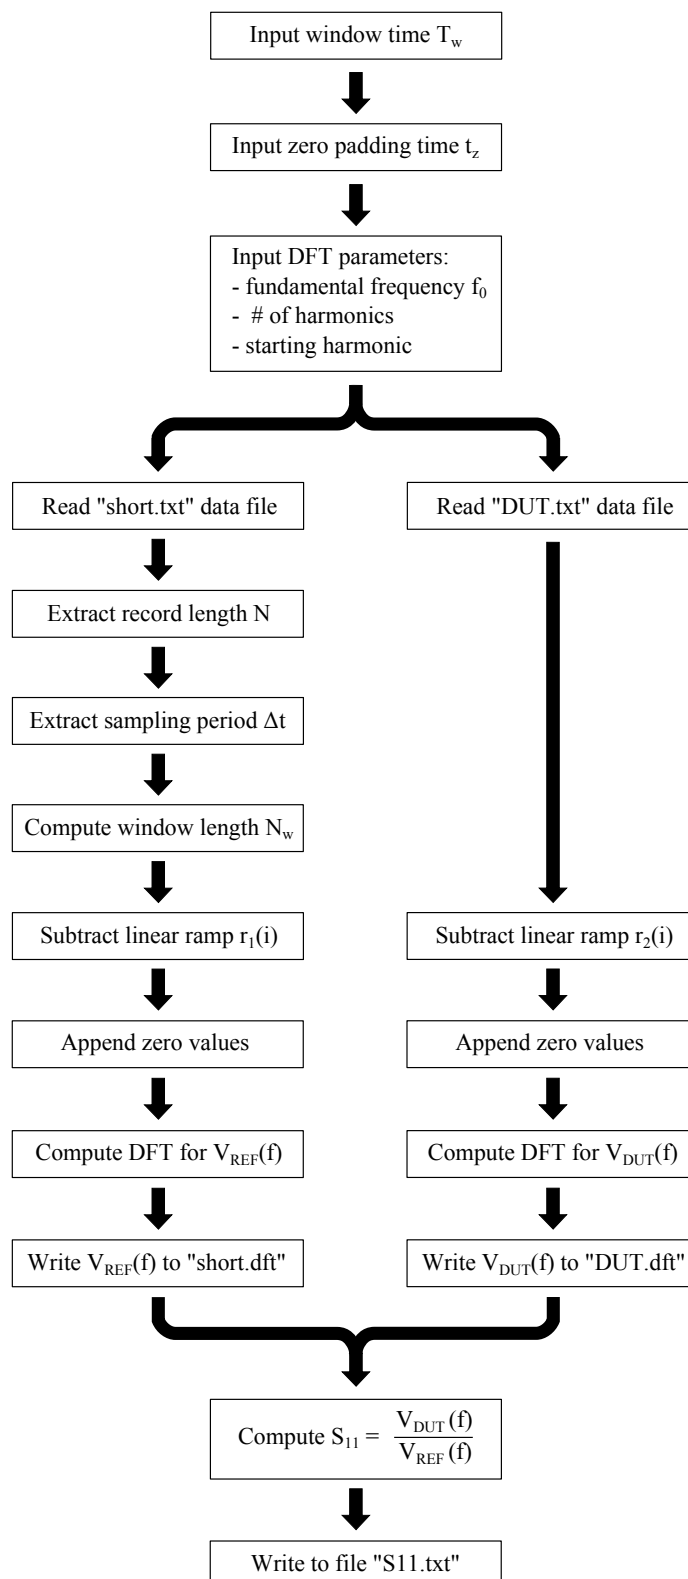 Input window time T_w
Input zero padding time t_z
Input DFT parameters:
- fundamental frequency f_0
- # of harmonics
- starting harmonic
Read "short.txt" data file
Read "DUT.txt" data file
Extract record length N
Extract sampling period Δt
Compute window length N_w
Subtract linear ramp r_1(i)
Subtract linear ramp r_2(i)
Append zero values
Append zero values
Compute DFT for V_REF(f)
Compute DFT for V_DUT(f)
Write V_REF(f) to "short.dft"
Write V_DUT(f) to "DUT.dft"
Compute S_11 = V_DUT(f) / V_REF(f)
Write to file "S11.txt"